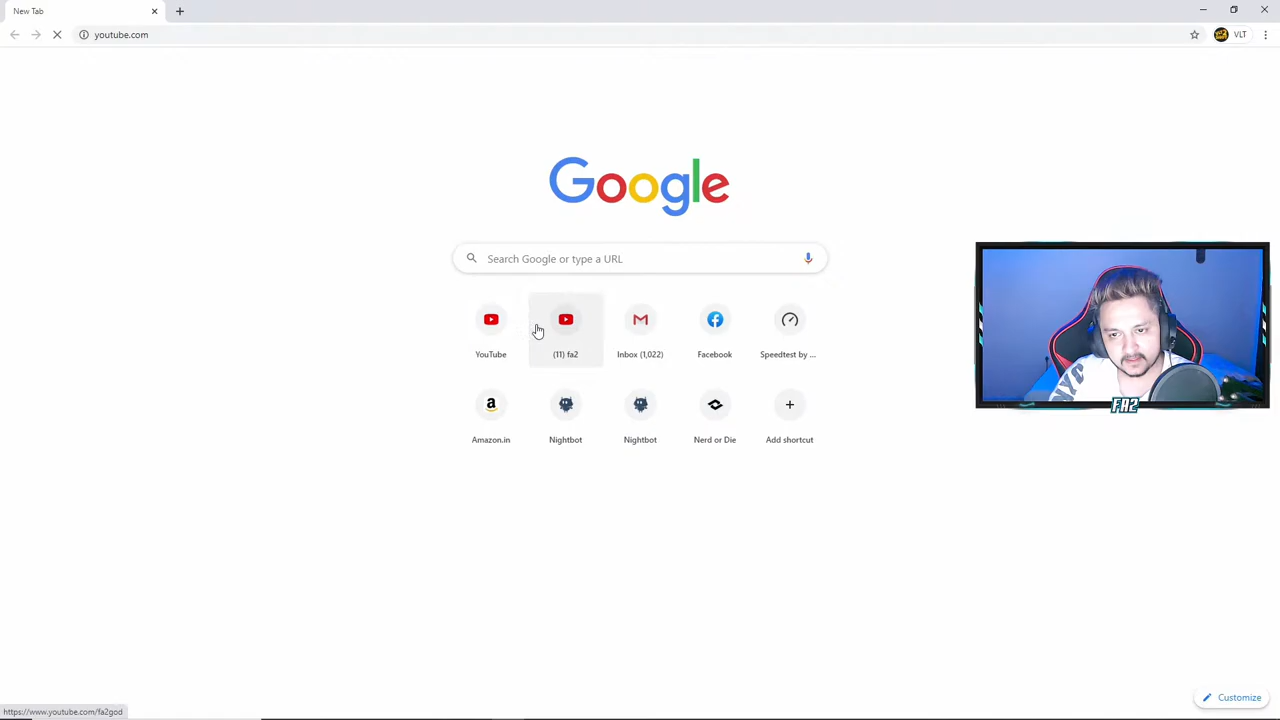 New Tab
youtube.com
VLT
Google
Search Google or type a URL
YouTube
(11) fa2
Inbox (1,022)
Facebook
Speedtest by ...
Amazon.in
Nightbot
Nightbot
Nerd or Die
Add shortcut
NYC
FA2
Customize
https://www.youtube.com/fa2god